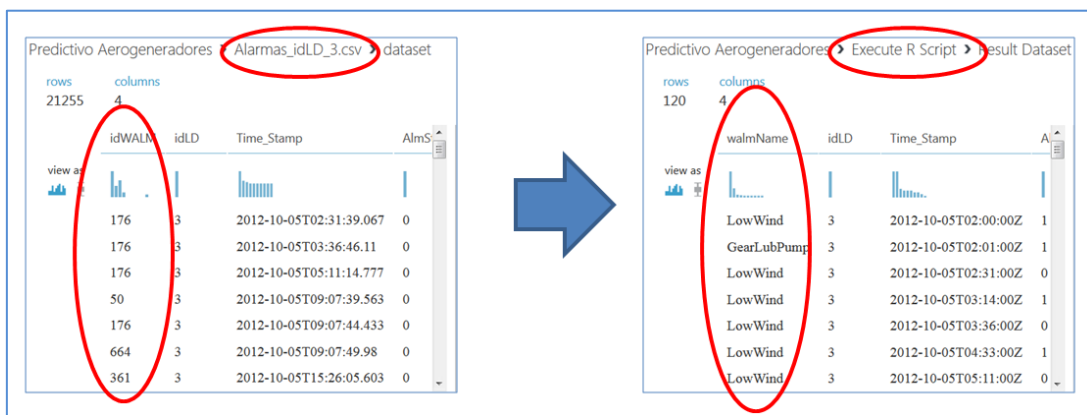 Predictivo Aerogeneradores > Alarmas_idLD_3.csv > dataset
rows columns
21255 4
idWALM idLD Time_Stamp AlmS
view as
176 3 2012-10-05T02:31:39.067 0
176 3 2012-10-05T03:36:46.11 0
176 3 2012-10-05T05:11:14.777 0
50 3 2012-10-05T09:07:39.563 0
176 3 2012-10-05T09:07:44.433 0
664 3 2012-10-05T09:07:49.98 0
361 3 2012-10-05T15:26:05.603 0
Predictivo Aerogeneradores > Execute R Script > Result Dataset
rows columns
120 4
walmName idLD Time_Stamp A
view as
LowWind 3 2012-10-05T02:00:00Z 1
GearLubPump 3 2012-10-05T02:01:00Z 1
LowWind 3 2012-10-05T02:31:00Z 0
LowWind 3 2012-10-05T03:14:00Z 1
LowWind 3 2012-10-05T03:36:00Z 0
LowWind 3 2012-10-05T04:33:00Z 1
LowWind 3 2012-10-05T05:11:00Z 0